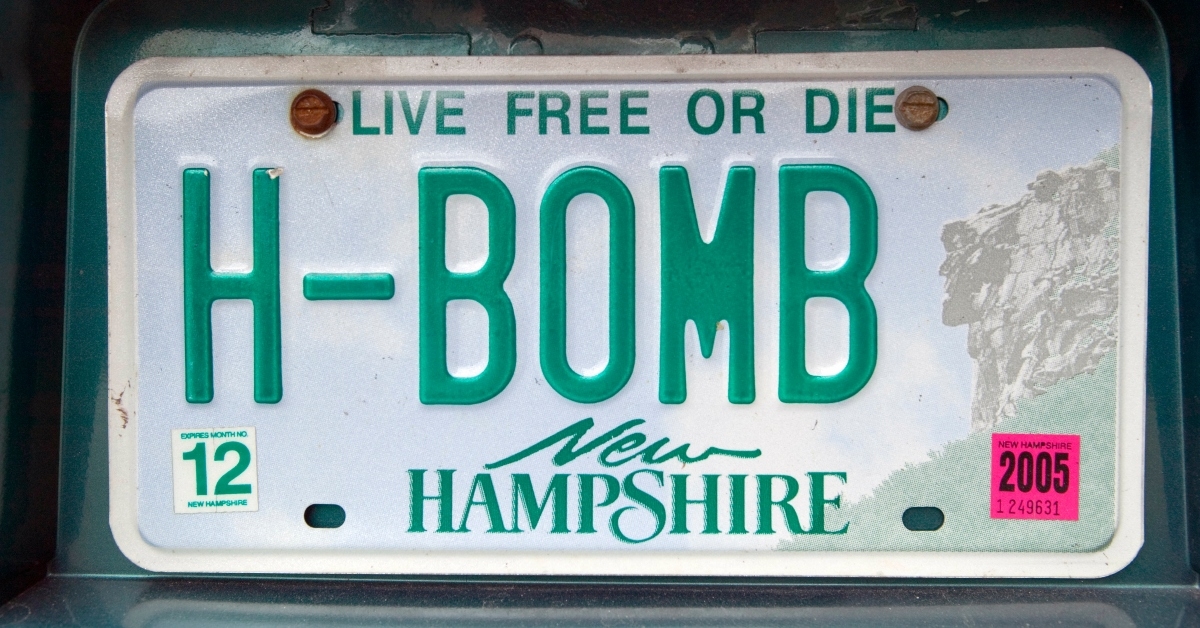 LIVE FREE OR DIE
H-BOMB
EXPIRES MONTH NO.
12
NEW HAMPSHIRE
New
HAMPSHIRE
NEW HAMPSHIRE
2005
1249631